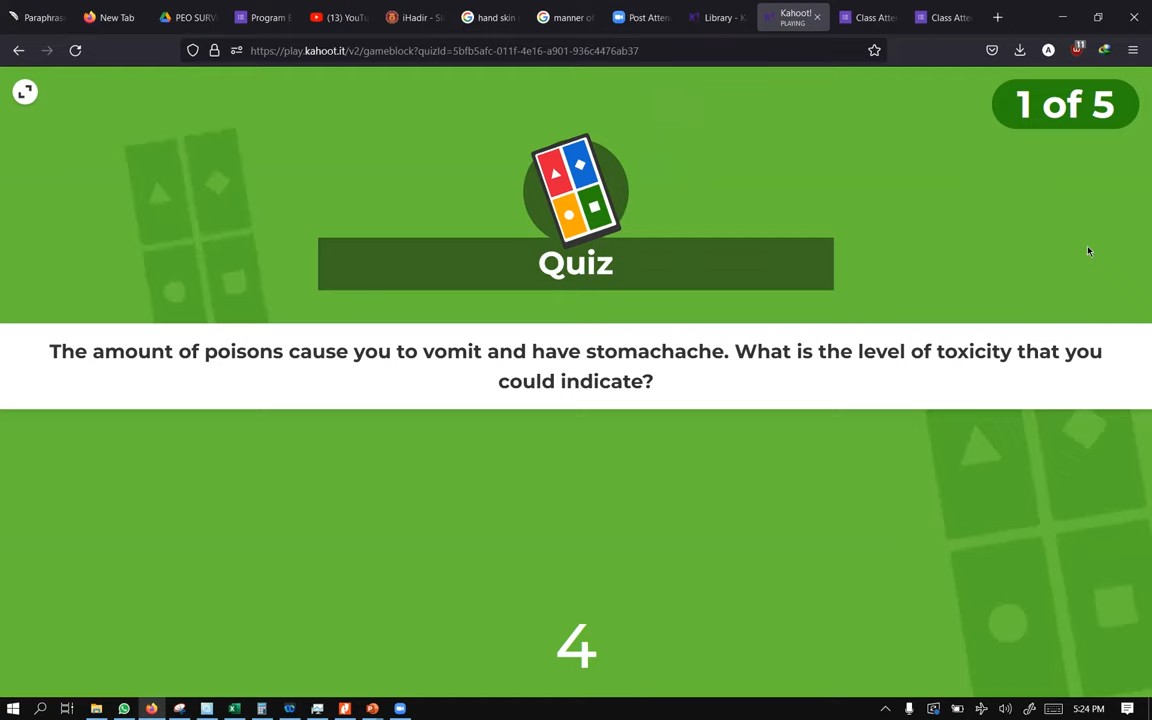 Paraphras
New Tab
PEO SURV
Program E
(13) YouTu
iHadir - Si
hand skin
manner of
Post Atten
Library - K
Kahoot!
PLAYING
Class Atte
Class Atte
https://play.kahoot.it/v2/gameblock?quizId=5bfb5afc-011f-4e16-a901-936c4476ab37
11
A
1 of 5
Quiz
The amount of poisons cause you to vomit and have stomachache. What is the level of toxicity that you
could indicate?
4
5:24 PM